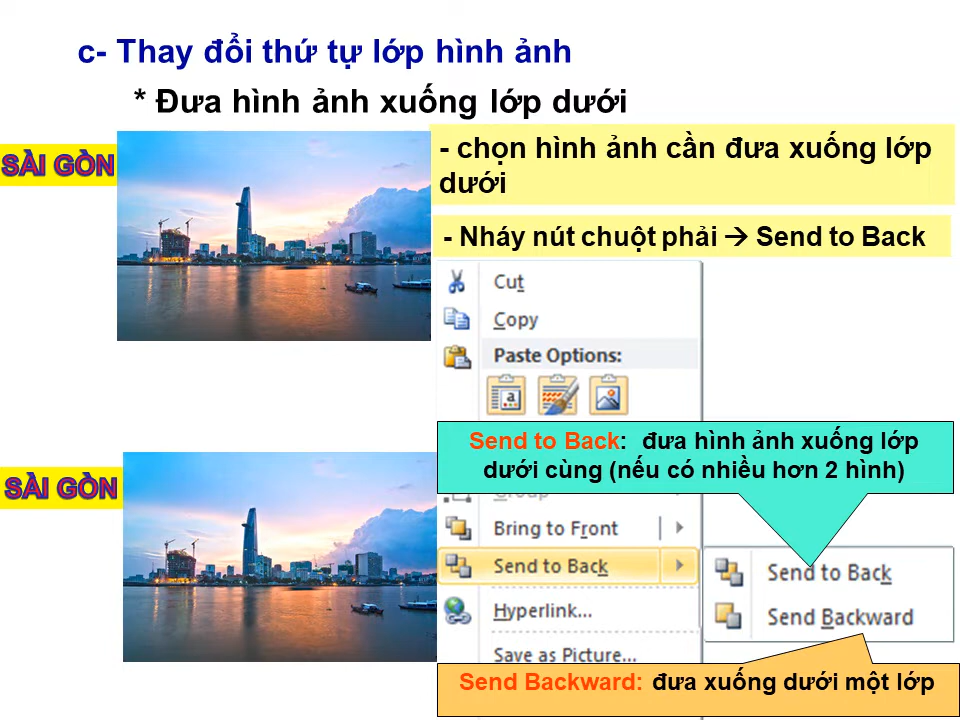 c- Thay đổi thứ tự lớp hình ảnh
* Đưa hình ảnh xuống lớp dưới
SÀI GÒN
- chọn hình ảnh cần đưa xuống lớp
dưới
- Nháy nút chuột phải → Send to Back
Cut
Copy
Paste Options:
Send to Back: đưa hình ảnh xuống lớp
dưới cùng (nếu có nhiều hơn 2 hình)
SÀI GÒN
Group
Bring to Front
Send to Back
Send to Back
Hyperlink...
Send Backward
Save as Picture...
Send Backward: đưa xuống dưới một lớp